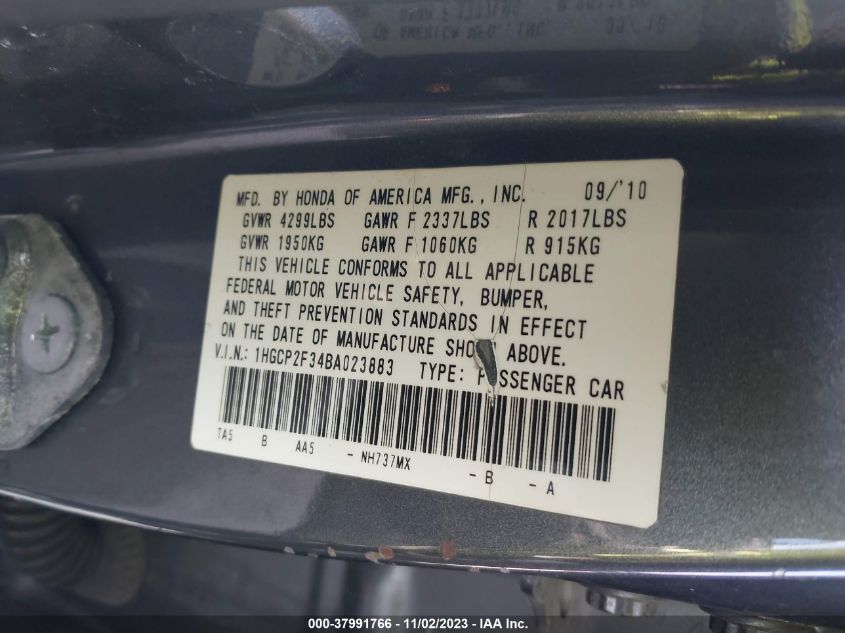 MFD. BY HONDA OF AMERICA MFG., INC. 09/'10
GVWR 4299LBS GAWR F 2337LBS R 2017LBS
GVWR 1950KG GAWR F 1060KG R 915KG
THIS VEHICLE CONFORMS TO ALL APPLICABLE
FEDERAL MOTOR VEHICLE SAFETY, BUMPER,
AND THEFT PREVENTION STANDARDS IN EFFECT
ON THE DATE OF MANUFACTURE SHO ABOVE.
V.I.N.: 1HGCP2F34BA023883 TYPE: P SSENGER CAR
TA5 B AA5 - NH737MX - B - A
000-37991766 - 11/02/2023 - IAA Inc.